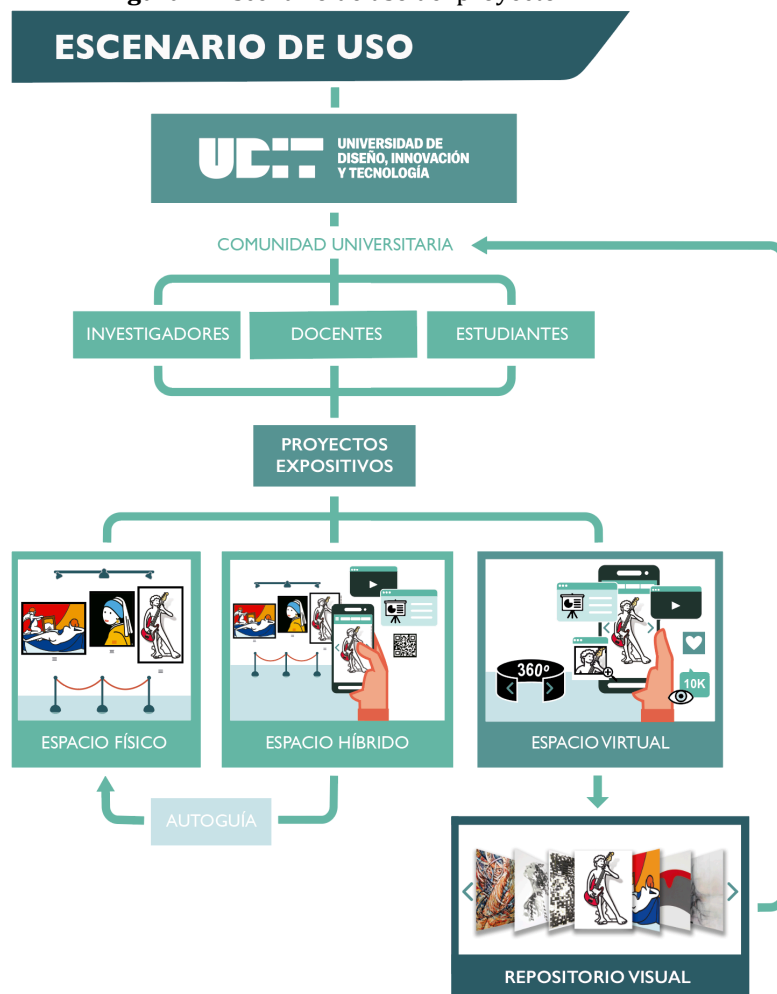 ESCENARIO DE USO
UDIT
UNIVERSIDAD DE
DISEÑO, INNOVACIÓN
Y TECNOLOGÍA
COMUNIDAD UNIVERSITARIA
INVESTIGADORES
DOCENTES
ESTUDIANTES
PROYECTOS
EXPOSITIVOS
360º
10K
ESPACIO FÍSICO
ESPACIO HÍBRIDO
ESPACIO VIRTUAL
AUTOGUÍA
REPOSITORIO VISUAL